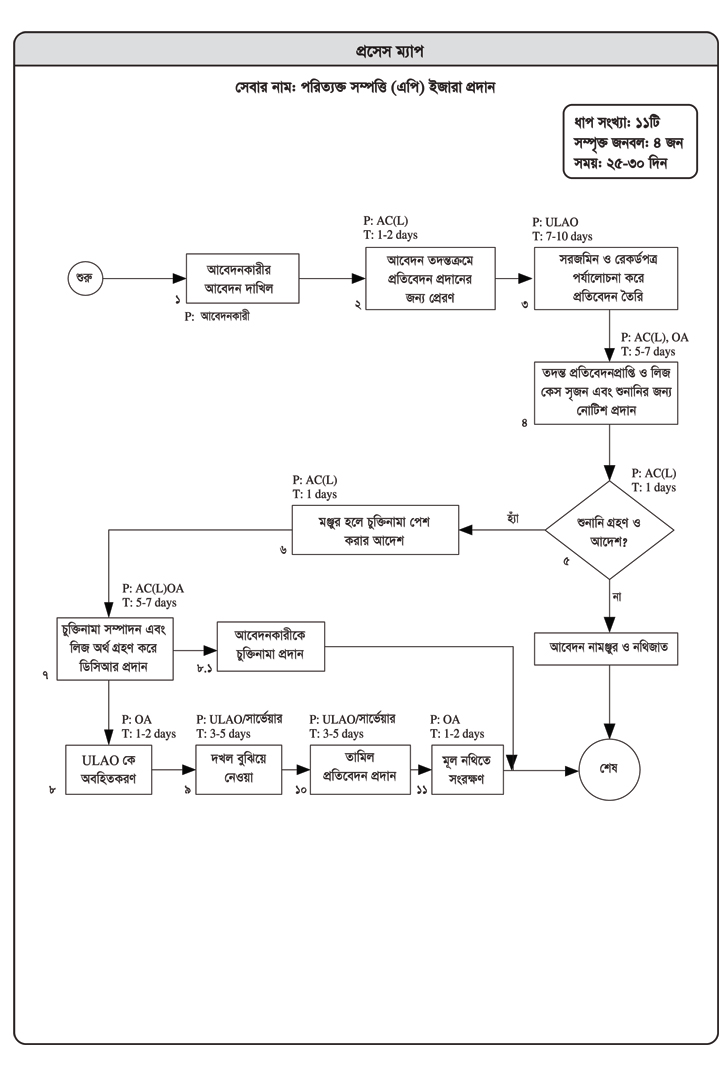 প্রসেস ম্যাপ
সেবার নাম: পরিত্যক্ত সম্পত্তি (এপি) ইজারা প্রদান
ধাপ সংখ্যা: ১১টি
সম্পৃক্ত জনবল: ৪ জন
সময়: ২৫-৩০ দিন
শুরু
আবেদনকারীর
আবেদন দাখিল
১
P: আবেদনকারী
P: AC(L)
T: 1-2 days
আবেদন তদন্তক্রমে
প্রতিবেদন প্রদানের
জন্য প্রেরণ
২
P: ULAO
T: 7-10 days
সরজমিন ও রেকর্ডপত্র
পর্যালোচনা করে
প্রতিবেদন তৈরি
৩
P: AC(L), OA
T: 5-7 days
তদন্ত প্রতিবেদনপ্রাপ্তি ও লিজ
কেস সৃজন এবং শুনানির জন্য
নোটিশ প্রদান
৪
P: AC(L)
T: 1 days
শুনানি গ্রহণ ও
আদেশ?
৫
হ্যাঁ
না
P: AC(L)
T: 1 days
মঞ্জুর হলে চুক্তিনামা পেশ
করার আদেশ
৬
আবেদন নামঞ্জুর ও নথিজাত
P: AC(L)OA
T: 5-7 days
চুক্তিনামা সম্পাদন এবং
লিজ অর্থ গ্রহণ করে
ডিসিআর প্রদান
৭
আবেদনকারীকে
চুক্তিনামা প্রদান
৮.১
P: OA
T: 1-2 days
ULAO কে
অবহিতকরণ
৮
P: ULAO/সার্ভেয়ার
T: 3-5 days
দখল বুঝিয়ে
নেওয়া
৯
P: ULAO/সার্ভেয়ার
T: 3-5 days
তামিল
প্রতিবেদন প্রদান
১০
P: OA
T: 1-2 days
মূল নথিতে
সংরক্ষণ
১১
শেষ